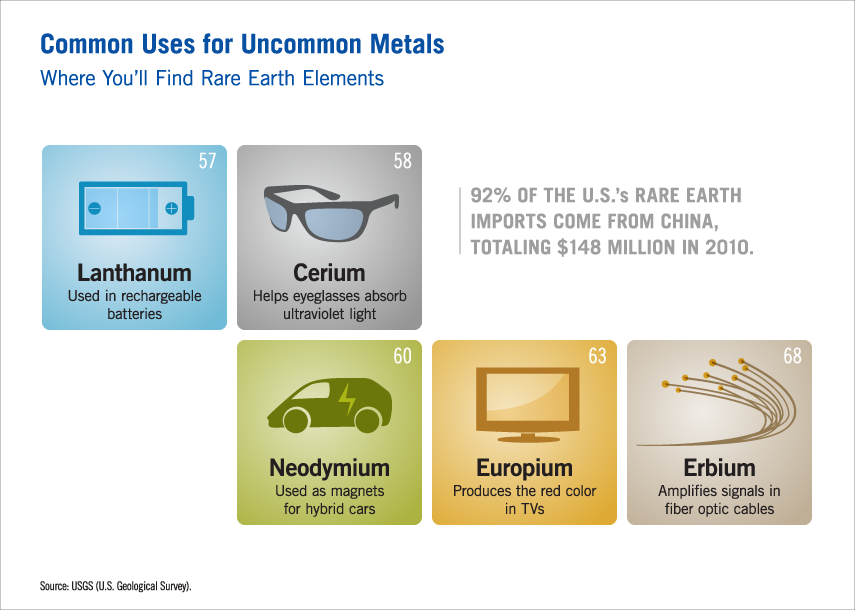 Common Uses for Uncommon Metals
Where You'll Find Rare Earth Elements
57
Lanthanum
Used in rechargeable
batteries
58
Cerium
Helps eyeglasses absorb
ultraviolet light
92% OF THE U.S.'s RARE EARTH
IMPORTS COME FROM CHINA,
TOTALING $148 MILLION IN 2010.
60
Neodymium
Used as magnets
for hybrid cars
63
Europium
Produces the red color
in TVs
68
Erbium
Amplifies signals in
fiber optic cables
Source: USGS (U.S. Geological Survey).